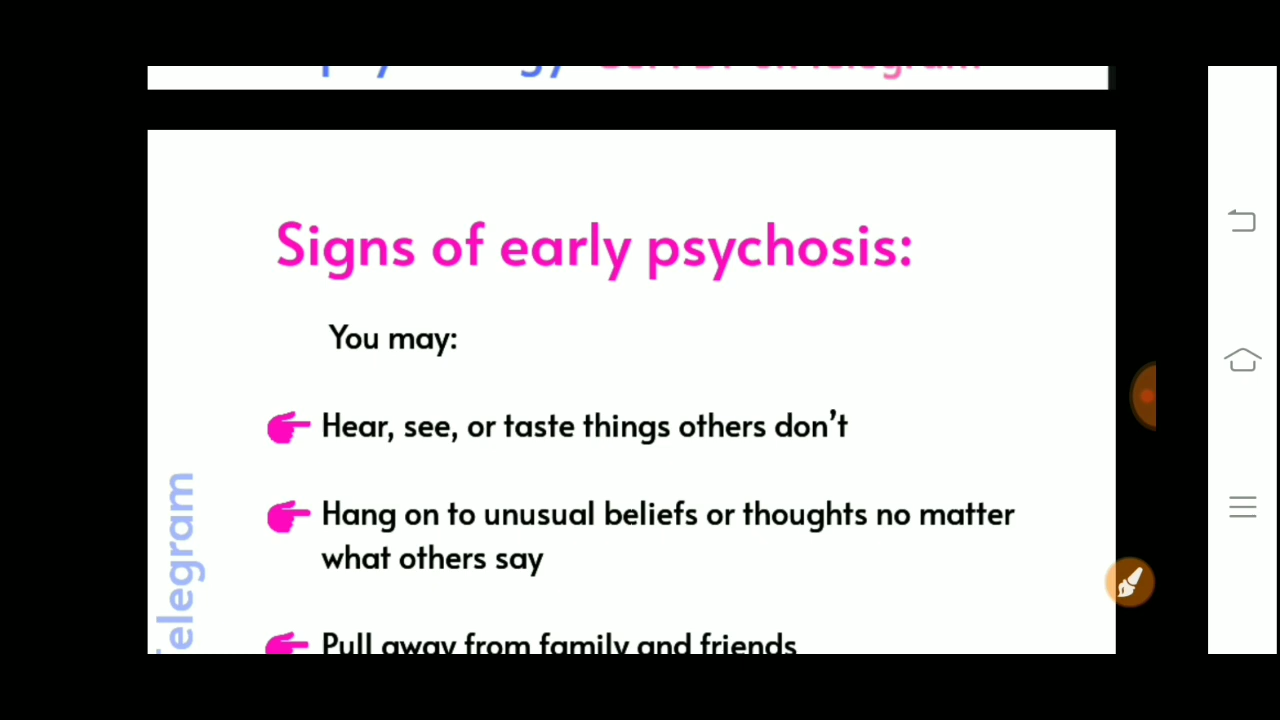 Signs of early psychosis:
You may:
Hear, see, or taste things others don't
Hang on to unusual beliefs or thoughts no matter
what others say
Pull away from family and friends
Telegram